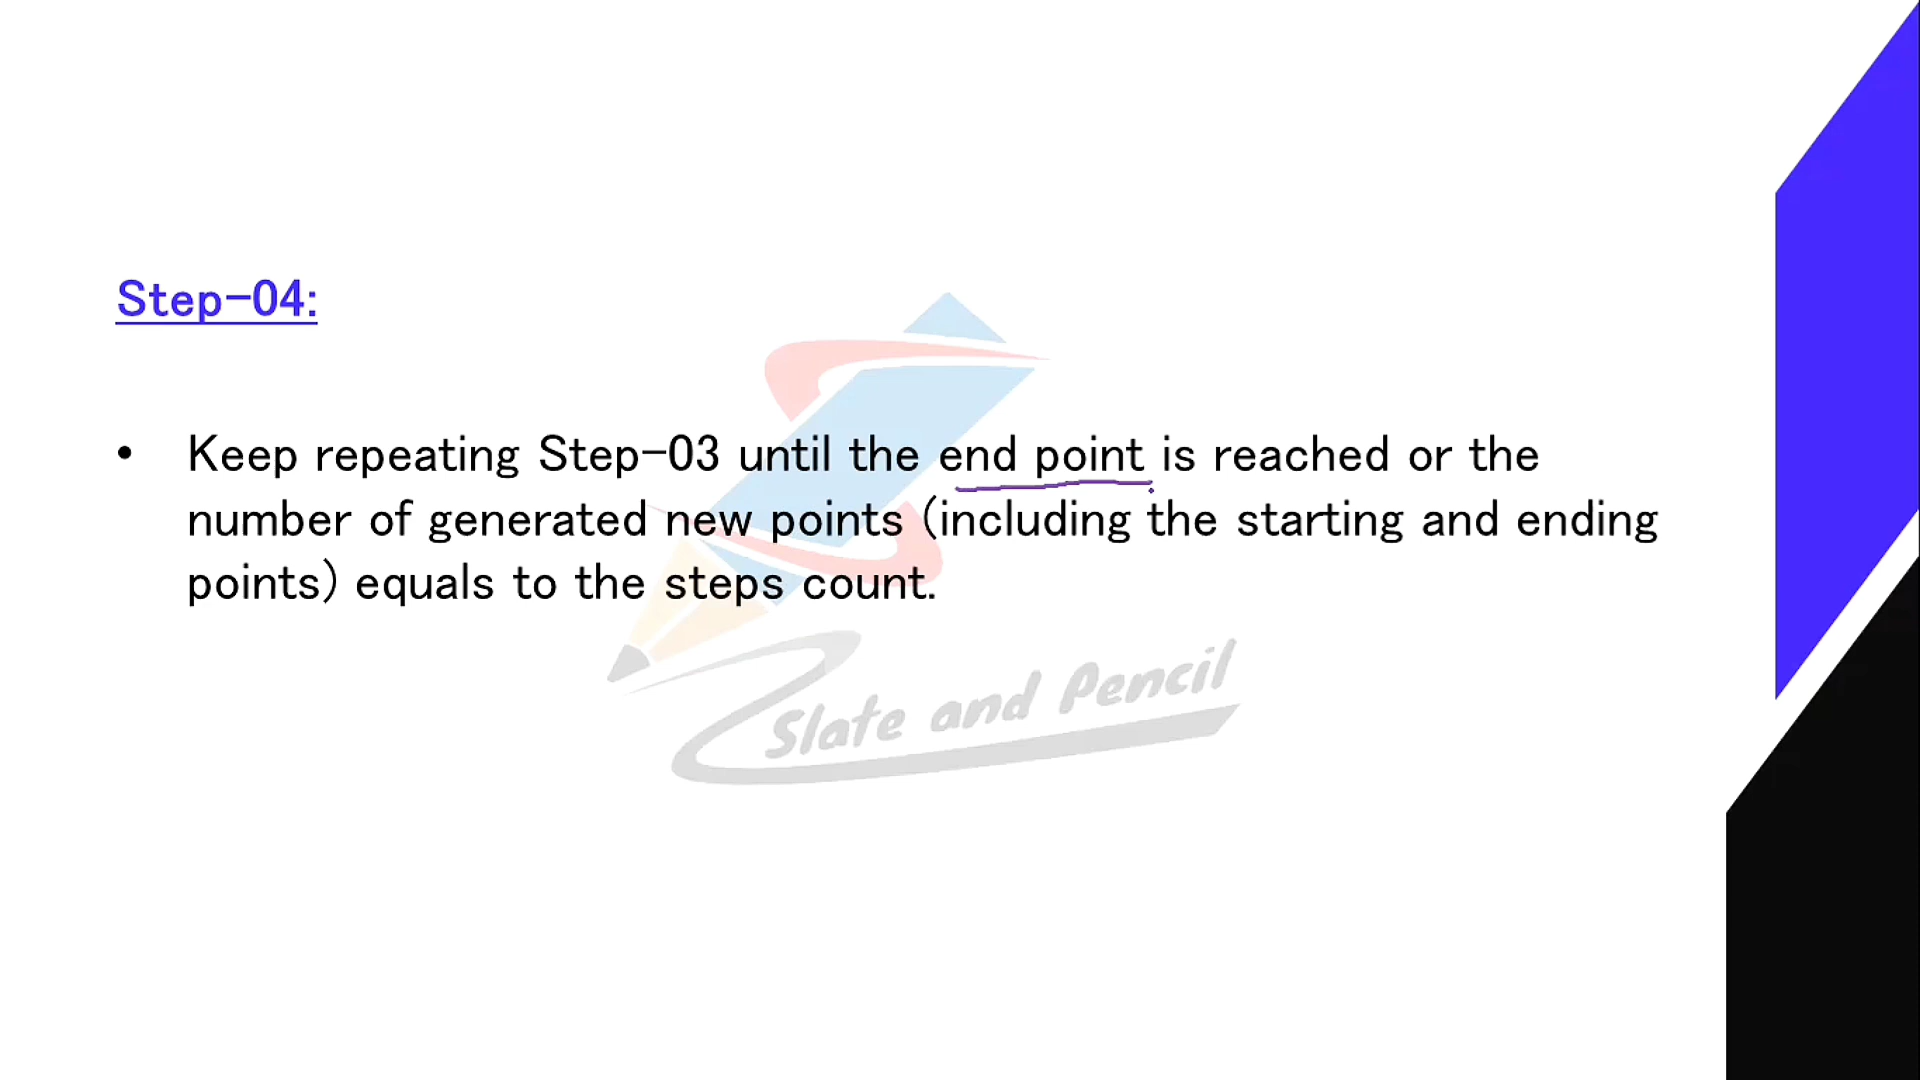 Step-04:
• Keep repeating Step-03 until the end point is reached or the
number of generated new points (including the starting and ending
points) equals to the steps count.
Slate and Pencil